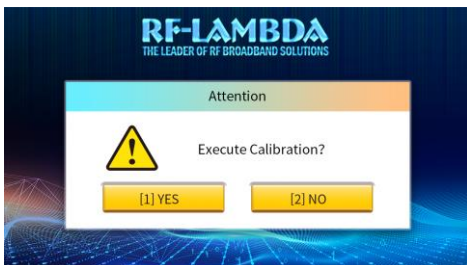 RF-LAMBDA
THE LEADER OF RF BROADBAND SOLUTIONS
Attention
Execute Calibration?
[1] YES
[2] NO